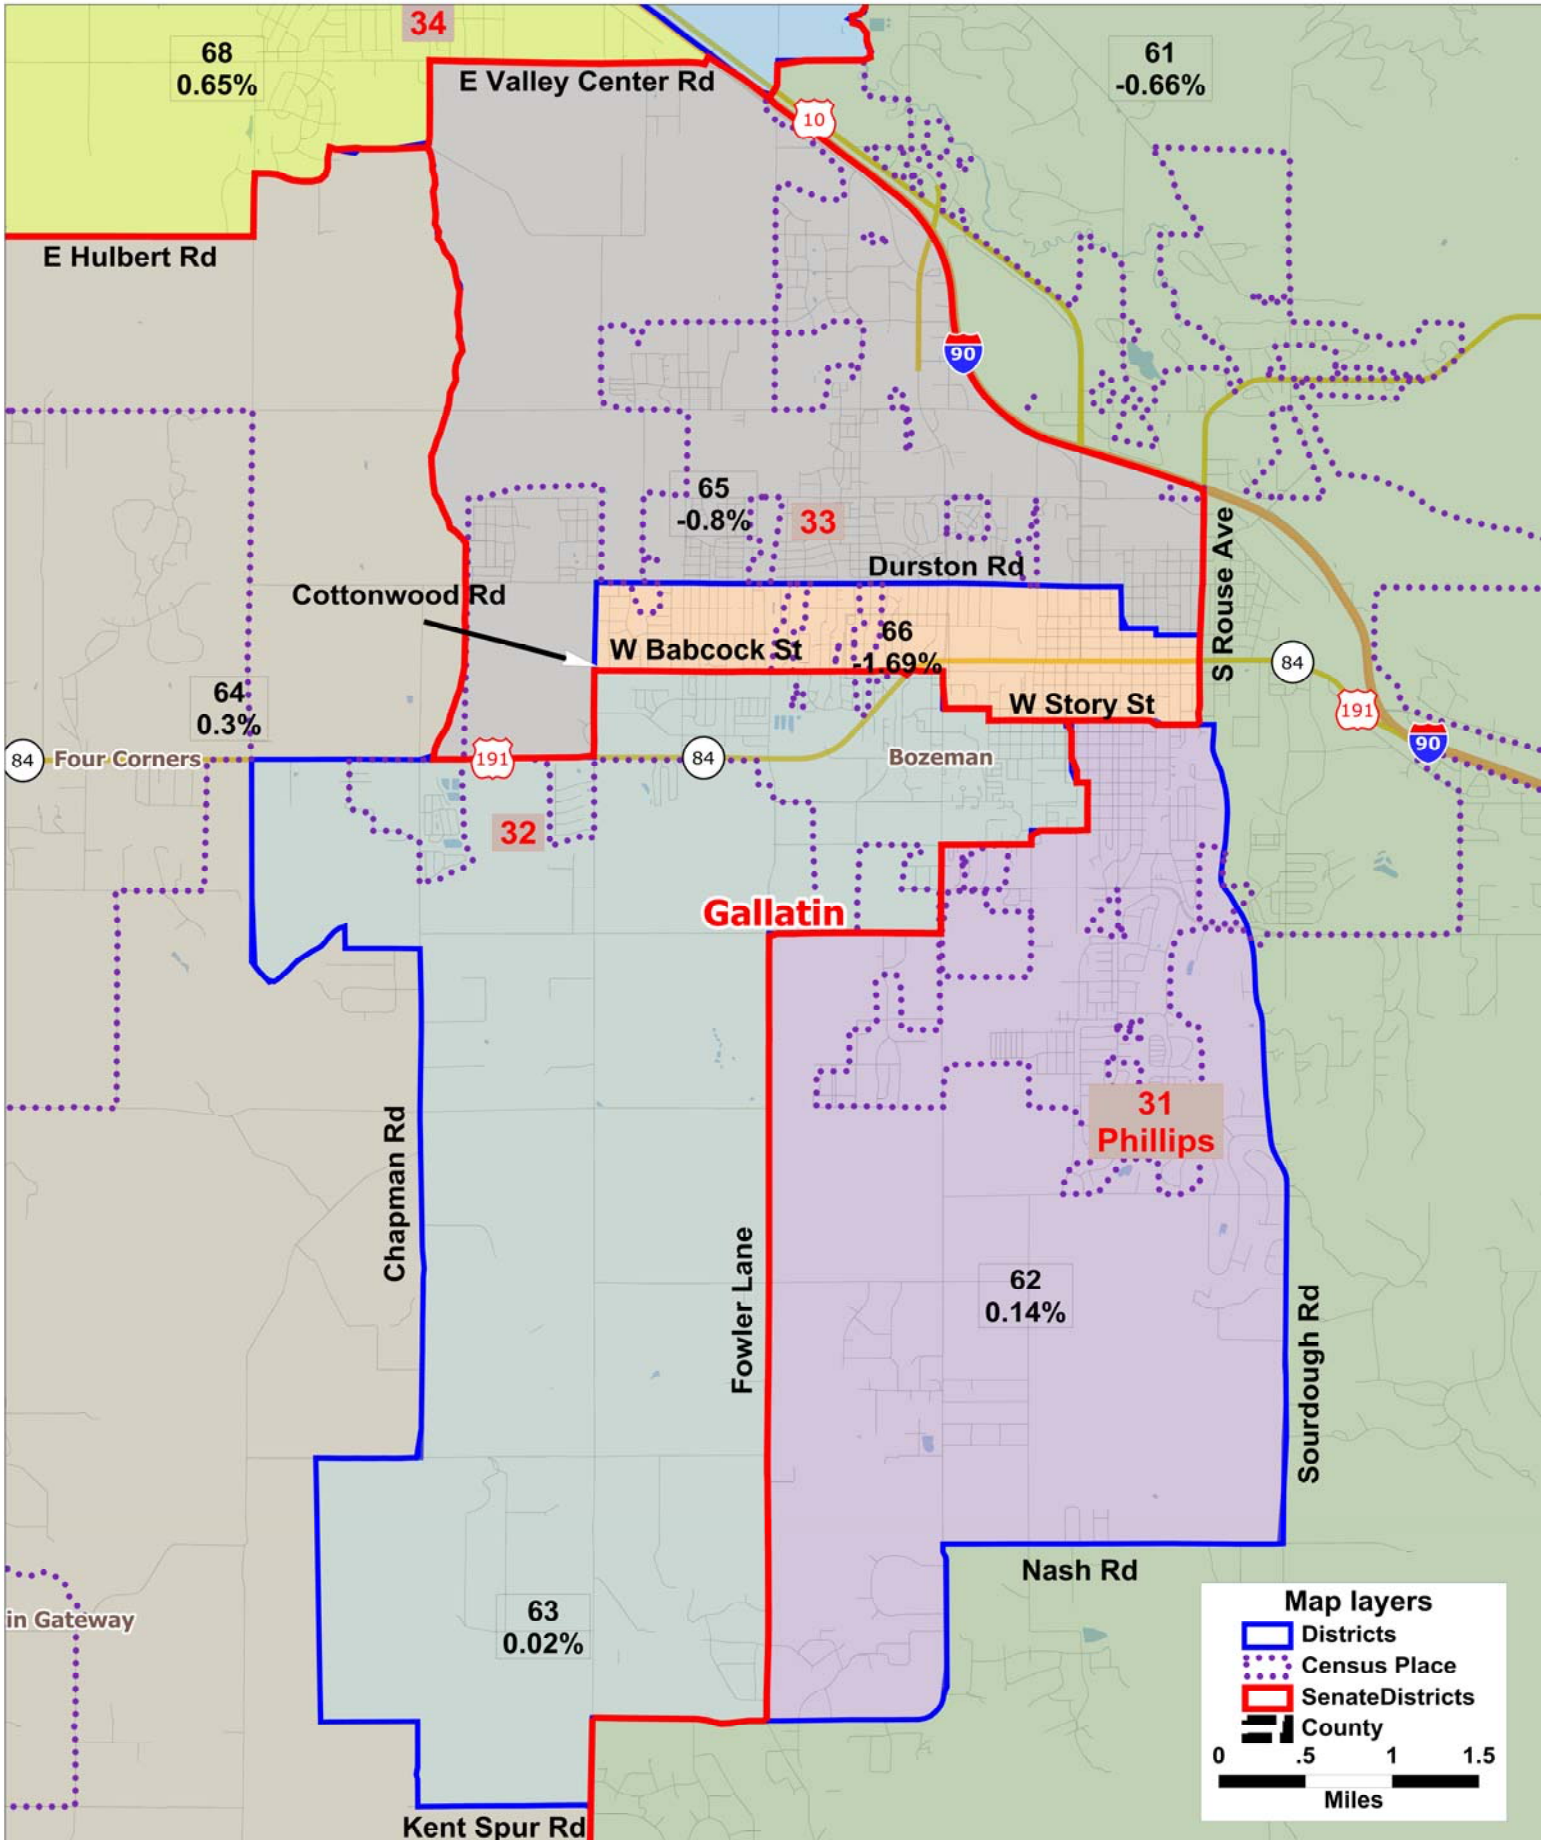 34
68
0.65%
E Valley Center Rd
61
-0.66%
10
E Hulbert Rd
90
65
-0.8%
33
S Rouse Ave
Durston Rd
Cottonwood Rd
66
-1.69%
W Babcock St
84
64
0.3%
W Story St
191
84
Four Corners
191
84
Bozeman
90
32
Gallatin
31
Phillips
Chapman Rd
Fowler Lane
62
0.14%
Sourdough Rd
Nash Rd
63
0.02%
in Gateway
Kent Spur Rd
Map layers
Districts
Census Place
SenateDistricts
County
0 .5 1 1.5
Miles